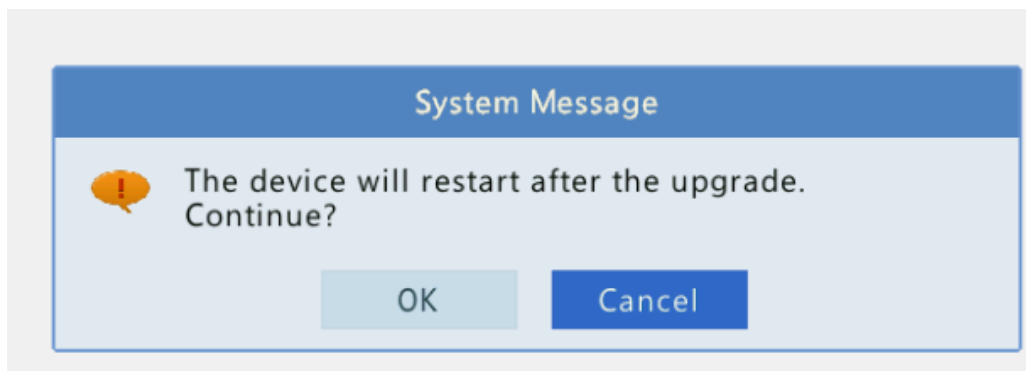 System Message
The device will restart after the upgrade.
Continue?
OK Cancel